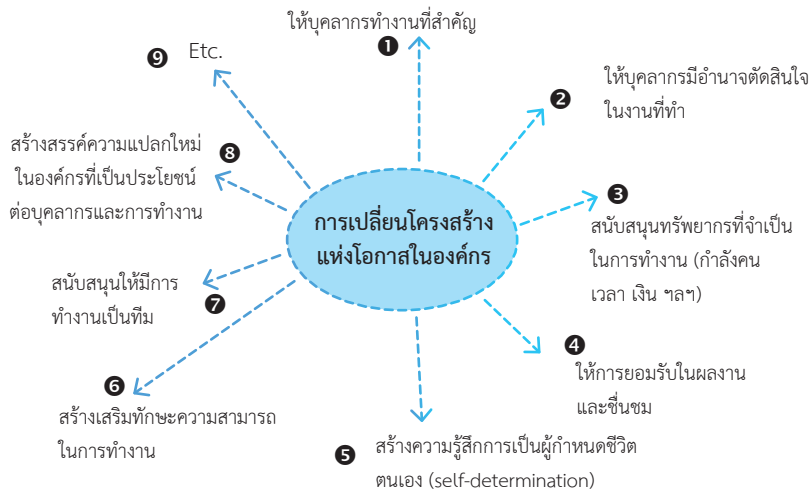 การเปลี่ยนโครงสร้าง
แห่งโอกาสในองค์กร
❶
ให้บุคลากรทำงานที่สำคัญ
❷
ให้บุคลากรมีอำนาจตัดสินใจ
ในงานที่ทำ
❸
สนับสนุนทรัพยากรที่จำเป็น
ในการทำงาน (กำลังคน
เวลา เงิน ฯลฯ)
❹
ให้การยอมรับในผลงาน
และชื่นชม
❺
สร้างความรู้สึกการเป็นผู้กำหนดชีวิต
ตนเอง (self-determination)
❻
สร้างเสริมทักษะความสามารถ
ในการทำงาน
❼
สนับสนุนให้มีการ
ทำงานเป็นทีม
❽
สร้างสรรค์ความแปลกใหม่
ในองค์กรที่เป็นประโยชน์
ต่อบุคลากรและการทำงาน
❾
Etc.